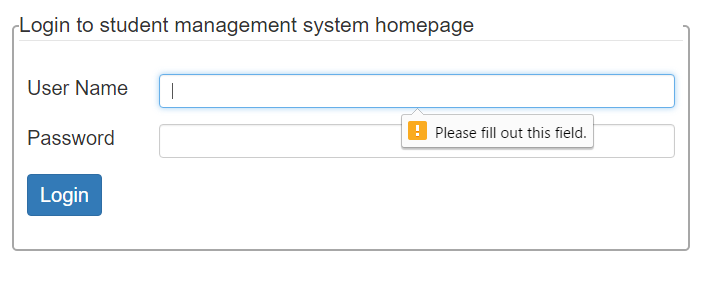 Login to student management system homepage
User Name
Please fill out this field.
Password
Login